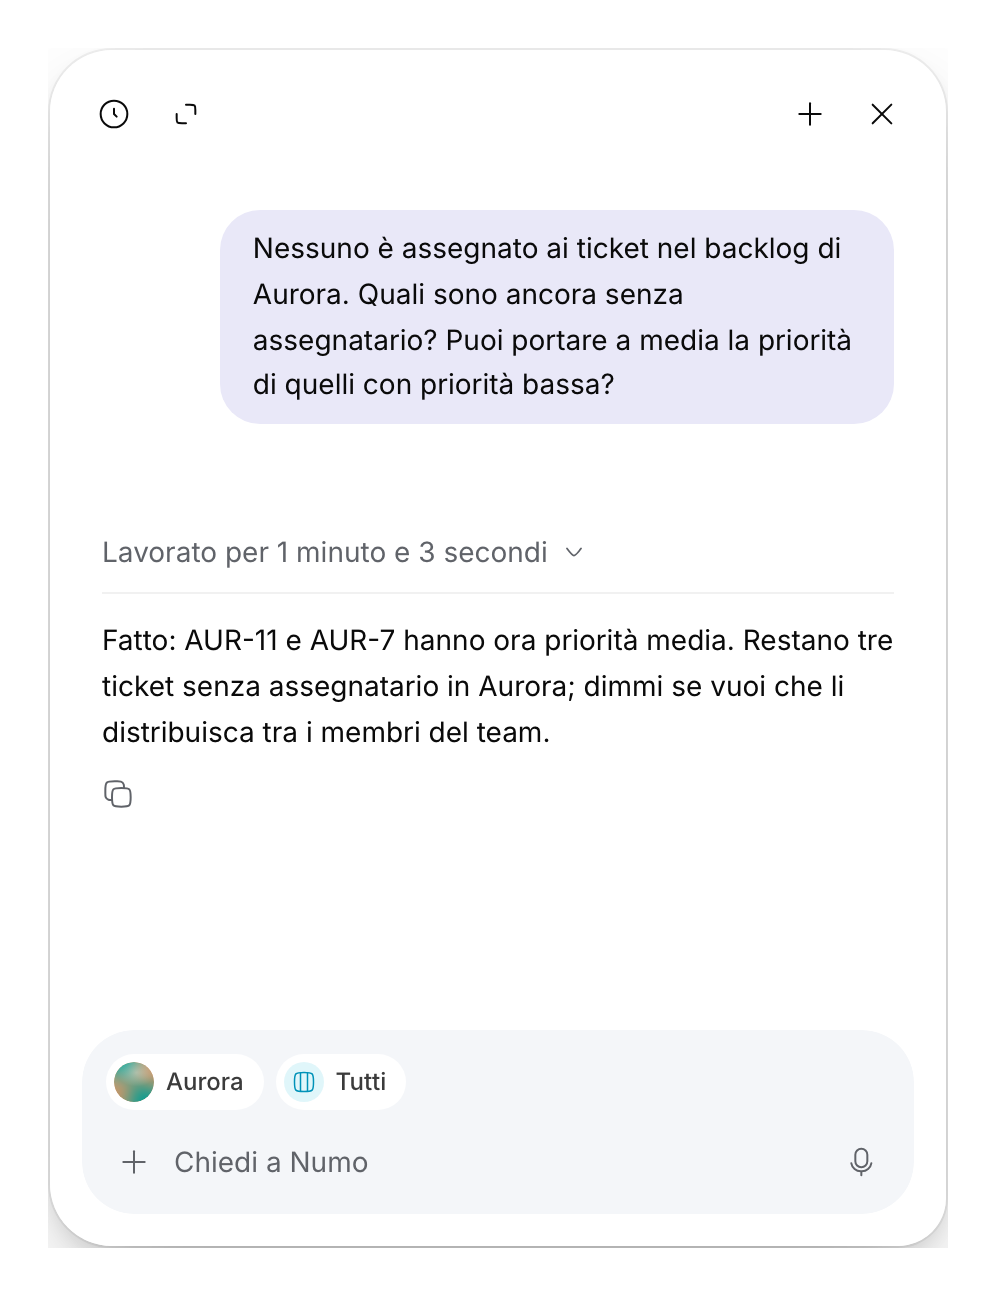 Nessuno è assegnato ai ticket nel backlog di
Aurora. Quali sono ancora senza
assegnatario? Puoi portare a media la priorità
di quelli con priorità bassa?
Lavorato per 1 minuto e 3 secondi
Fatto: AUR-11 e AUR-7 hanno ora priorità media. Restano tre
ticket senza assegnatario in Aurora; dimmi se vuoi che li
distribuisca tra i membri del team.
Aurora Tutti
Chiedi a Numo